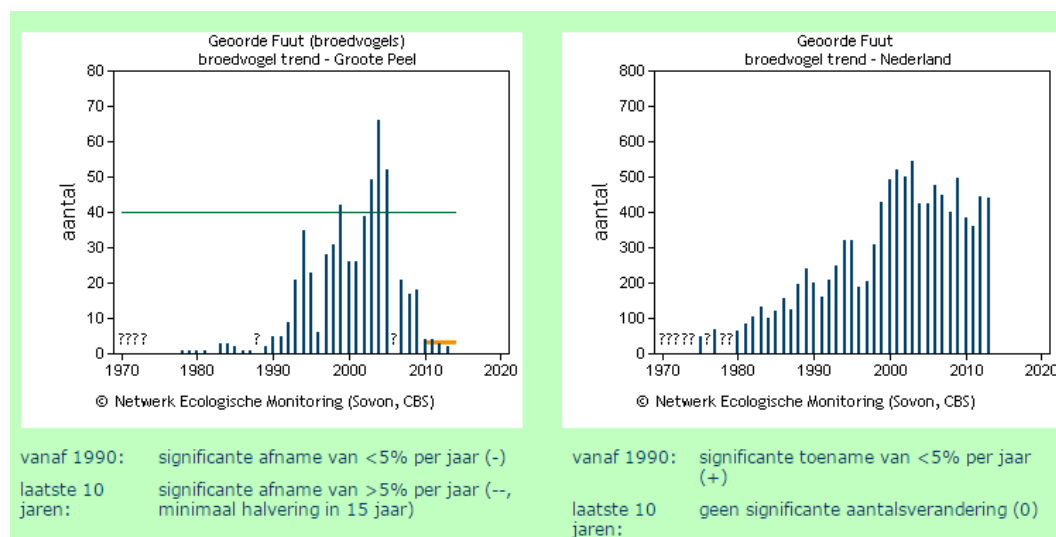 Geoorde Fuut (broedvogels)
broedvogel trend - Groote Peel
80
70
60
50
40
30
20
10
0
aantal
????
?
?
1970
1980
1990
2000
2010
2020
© Netwerk Ecologische Monitoring (Sovon, CBS)
vanaf 1990: significante afname van <5% per jaar (-)
laatste 10 significante afname van >5% per jaar (--,
jaren: minimaal halvering in 15 jaar)
Geoorde Fuut
broedvogel trend - Nederland
800
700
600
500
400
300
200
100
0
aantal
?????
?
??
1970
1980
1990
2000
2010
2020
© Netwerk Ecologische Monitoring (Sovon, CBS)
vanaf 1990: significante toename van <5% per jaar
(+)
laatste 10 geen significante aantalsverandering (0)
jaren: